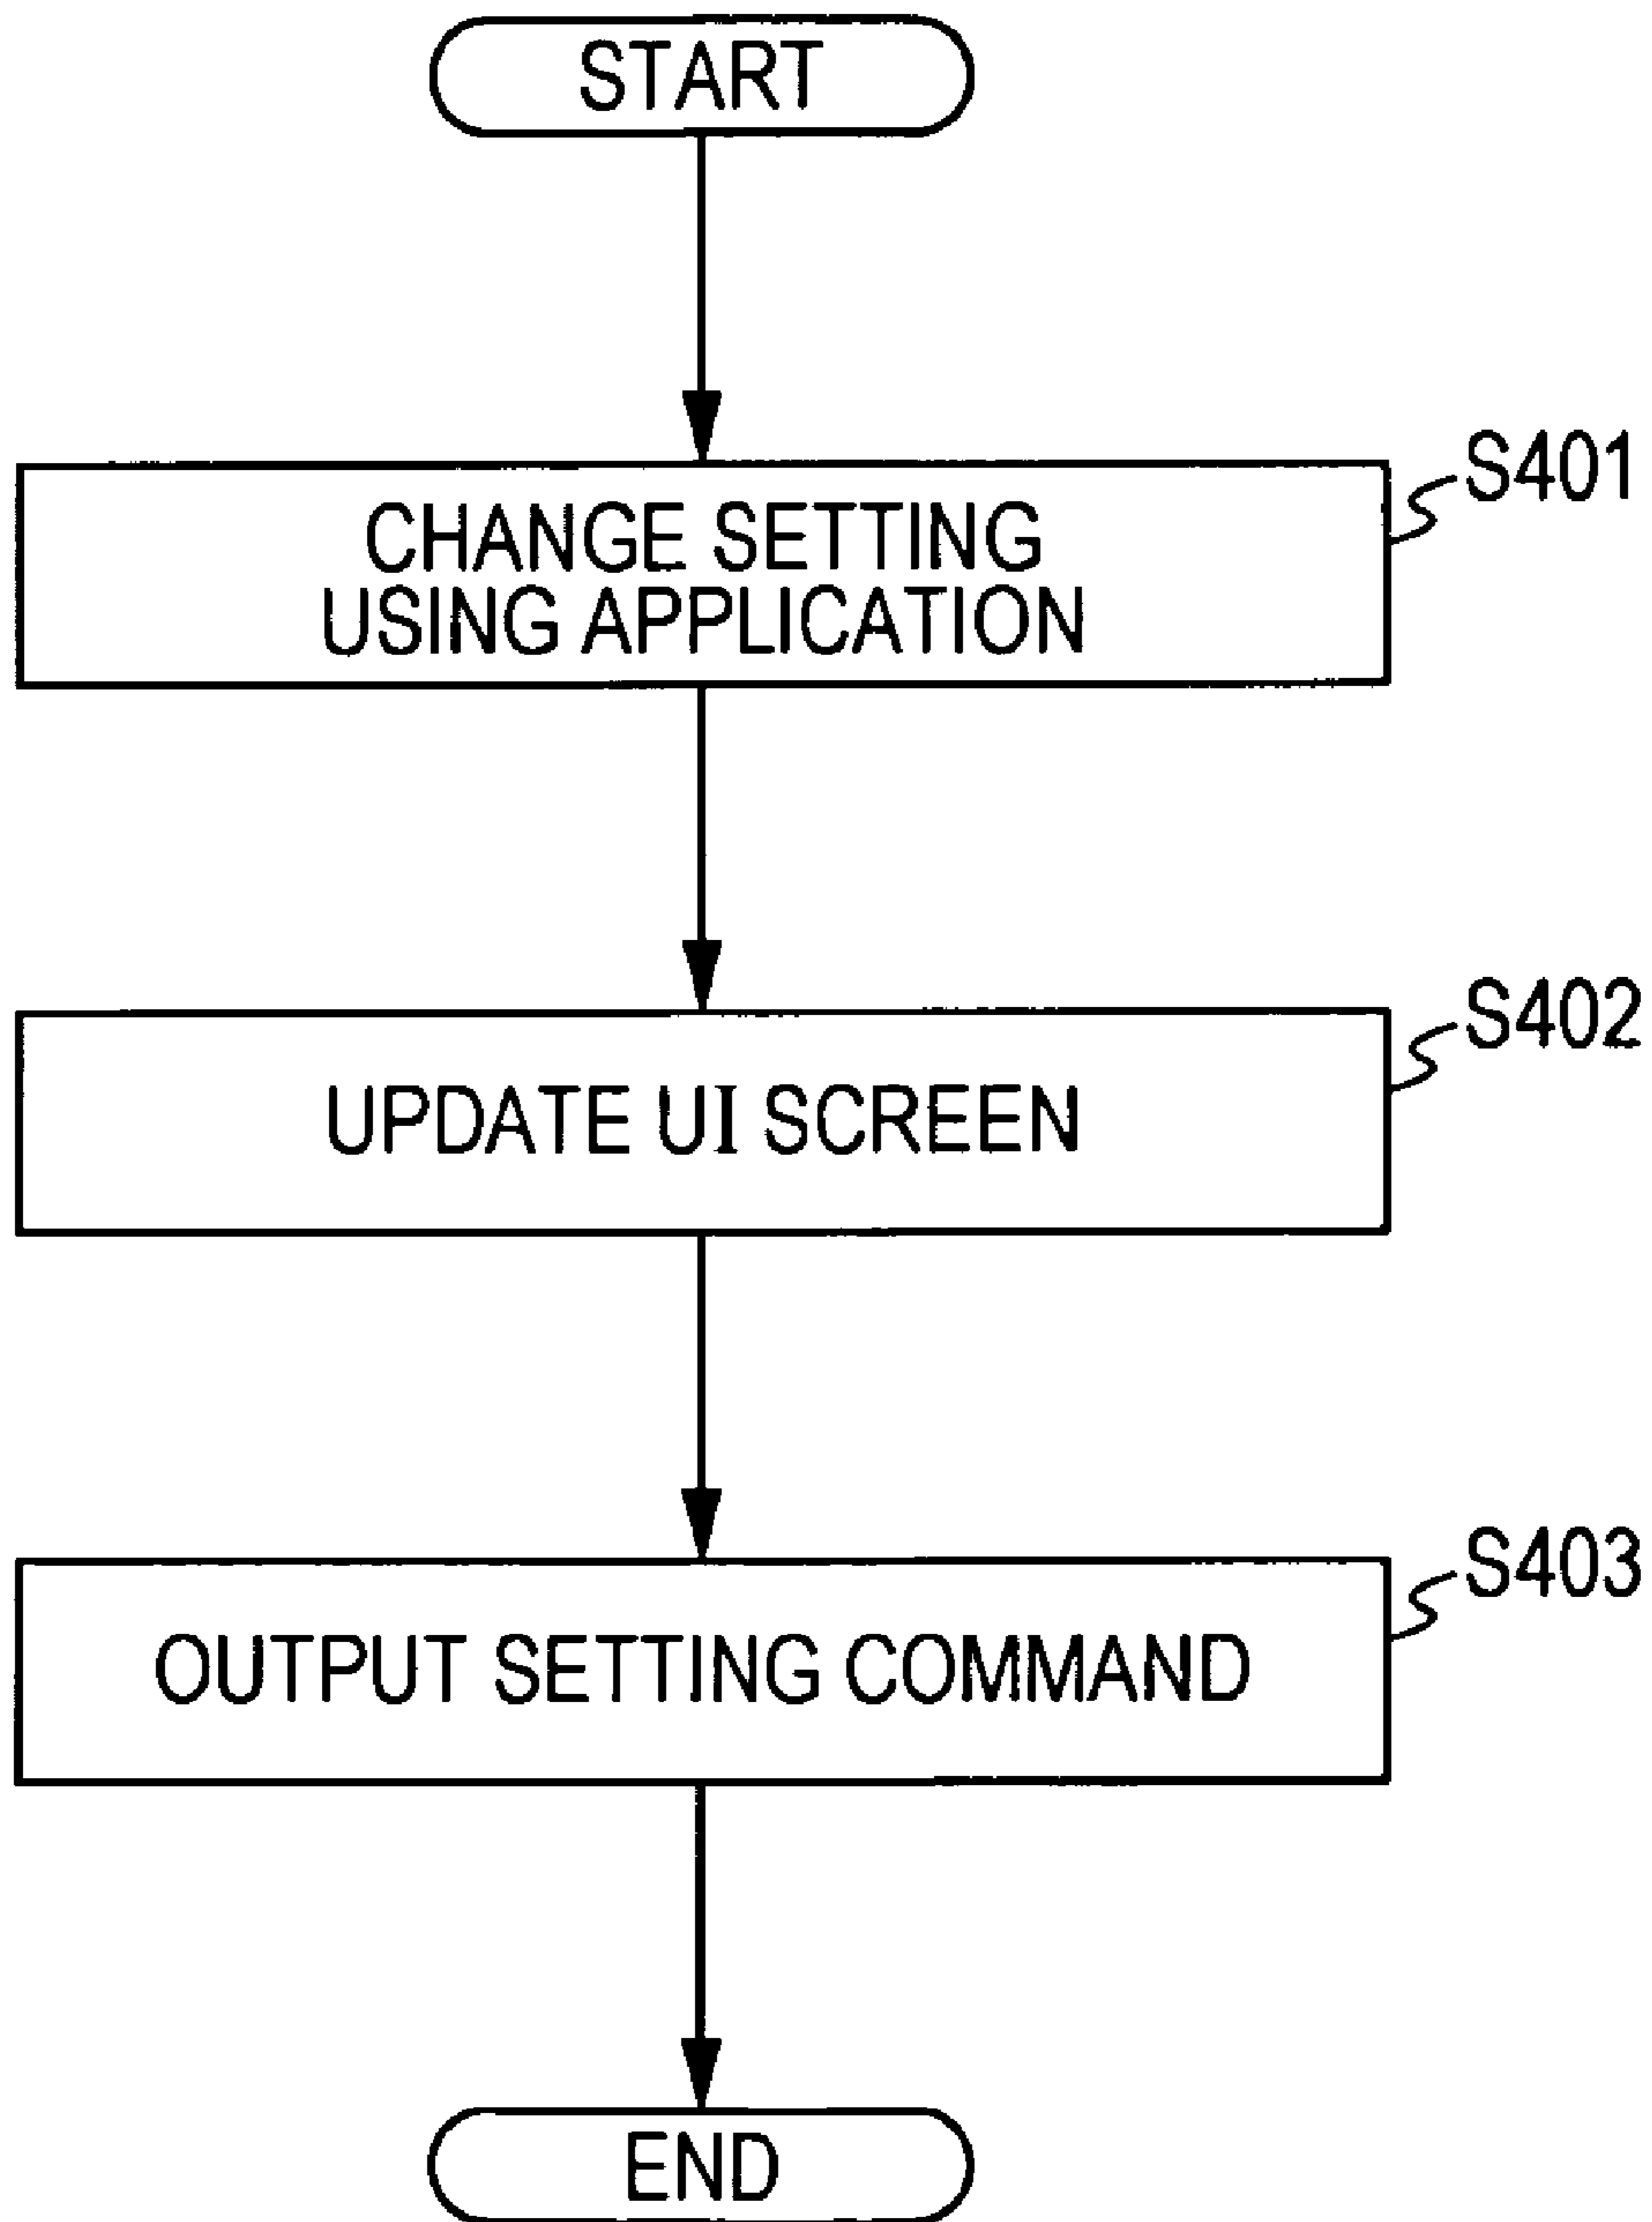 START
S401
CHANGE SETTING
USING APPLICATION
S402
UPDATE UI SCREEN
S403
OUTPUT SETTING COMMAND
END